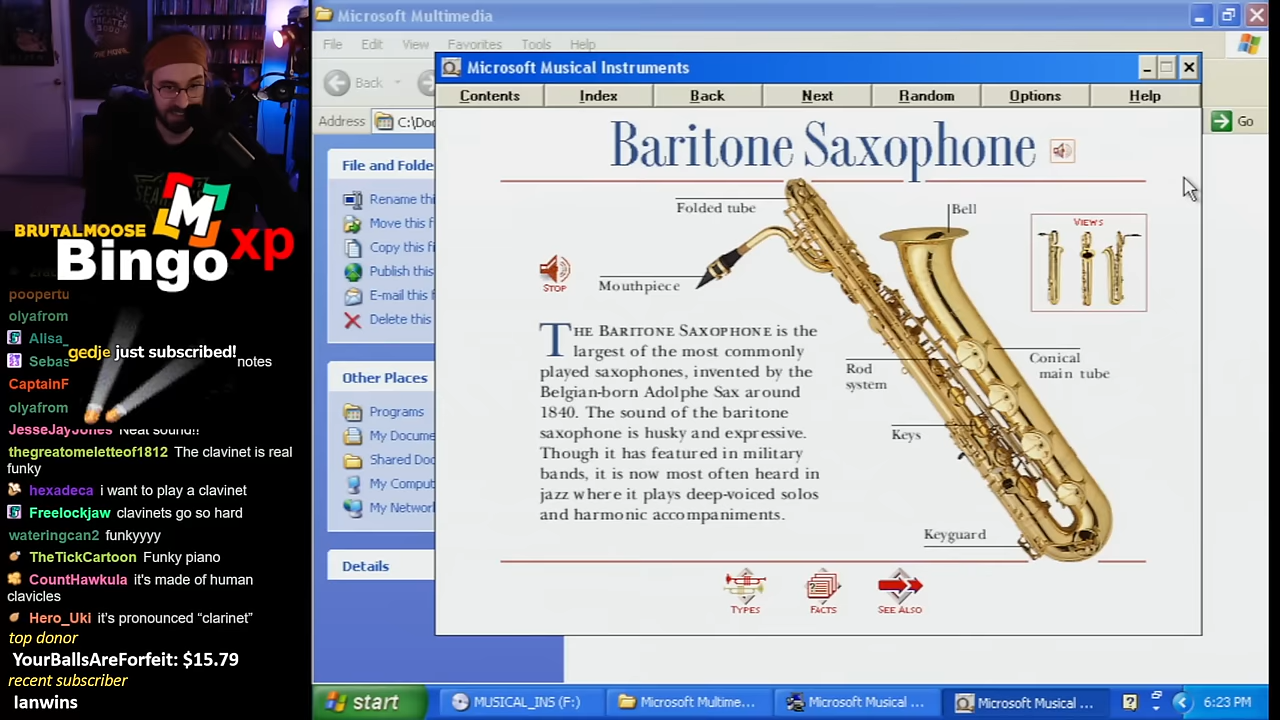 Microsoft Multimedia
File Edit View Favorites Tools Help
Back
Address C:\Doc
Go
File and Folde
Rename thi
Move this f
Copy this fi
Publish this
E-mail this f
Delete this
Other Places
Programs
My Docume
Shared Doc
My Comput
My Network
Details
Microsoft Musical Instruments
Contents Index Back Next Random Options Help
Baritone Saxophone
Folded tube
Bell
VIEWS
STOP
Mouthpiece
THE BARITONE SAXOPHONE is the
largest of the most commonly
played saxophones, invented by the
Belgian-born Adolphe Sax around
1840. The sound of the baritone
saxophone is husky and expressive.
Though it has featured in military
bands, it is now most often heard in
jazz where it plays deep-voiced solos
and harmonic accompaniments.
Rod
system
Conical
main tube
Keys
Keyguard
TYPES
FACTS
SEE ALSO
BRUTALMOOSE
M
Bingo xp
poopertu
olyafrom
Allsa_
gedje just subscribed!
Sebas
notes
CaptainF
olyafrom
JesseJayJones Neat sound!!
thegreatomeletteof1812 The clavinet is real
funky
hexadeca i want to play a clavinet
Freelockjaw clavinets go so hard
wateringcan2 funkyyyy
TheTickCartoon Funky piano
CountHawkula it's made of human
clavicles
Hero_Uki it's pronounced “clarinet”
top donor
YourBallsAreForfeit: $15.79
recent subscriber
lanwins
start
MUSICAL_INS (F:)
Microsoft Multime...
Microsoft Musical ...
Microsoft Musical ...
6:23 PM